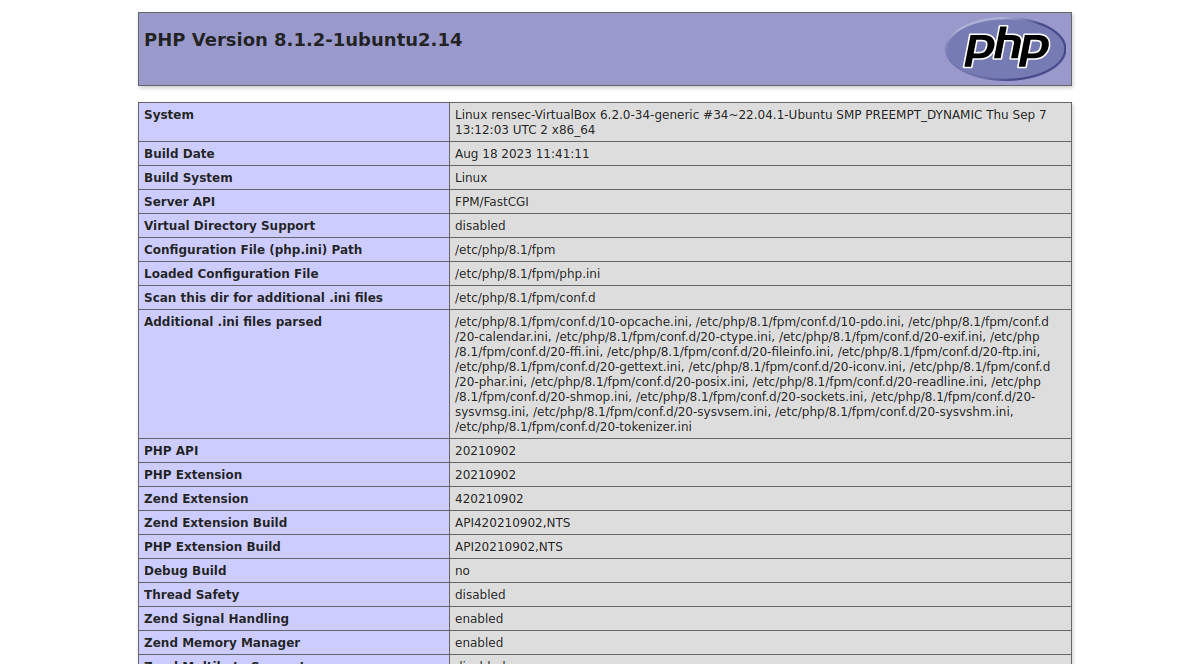 PHP Version 8.1.2-1ubuntu2.14
php
System
Linux rensec-VirtualBox 6.2.0-34-generic #34~22.04.1-Ubuntu SMP PREEMPT_DYNAMIC Thu Sep 7
13:12:03 UTC 2 x86_64
Build Date
Aug 18 2023 11:41:11
Build System
Linux
Server API
FPM/FastCGI
Virtual Directory Support
disabled
Configuration File (php.ini) Path
/etc/php/8.1/fpm
Loaded Configuration File
/etc/php/8.1/fpm/php.ini
Scan this dir for additional .ini files
/etc/php/8.1/fpm/conf.d
Additional .ini files parsed
/etc/php/8.1/fpm/conf.d/10-opcache.ini, /etc/php/8.1/fpm/conf.d/10-pdo.ini, /etc/php/8.1/fpm/conf.d
/20-calendar.ini, /etc/php/8.1/fpm/conf.d/20-ctype.ini, /etc/php/8.1/fpm/conf.d/20-exif.ini, /etc/php
/8.1/fpm/conf.d/20-ffi.ini, /etc/php/8.1/fpm/conf.d/20-fileinfo.ini, /etc/php/8.1/fpm/conf.d/20-ftp.ini,
/etc/php/8.1/fpm/conf.d/20-gettext.ini, /etc/php/8.1/fpm/conf.d/20-iconv.ini, /etc/php/8.1/fpm/conf.d
/20-phar.ini, /etc/php/8.1/fpm/conf.d/20-posix.ini, /etc/php/8.1/fpm/conf.d/20-readline.ini, /etc/php
/8.1/fpm/conf.d/20-shmop.ini, /etc/php/8.1/fpm/conf.d/20-sockets.ini, /etc/php/8.1/fpm/conf.d/20-
sysvmsg.ini, /etc/php/8.1/fpm/conf.d/20-sysvsem.ini, /etc/php/8.1/fpm/conf.d/20-sysvshm.ini,
/etc/php/8.1/fpm/conf.d/20-tokenizer.ini
PHP API
20210902
PHP Extension
20210902
Zend Extension
420210902
Zend Extension Build
API420210902,NTS
PHP Extension Build
API20210902,NTS
Debug Build
no
Thread Safety
disabled
Zend Signal Handling
enabled
Zend Memory Manager
enabled